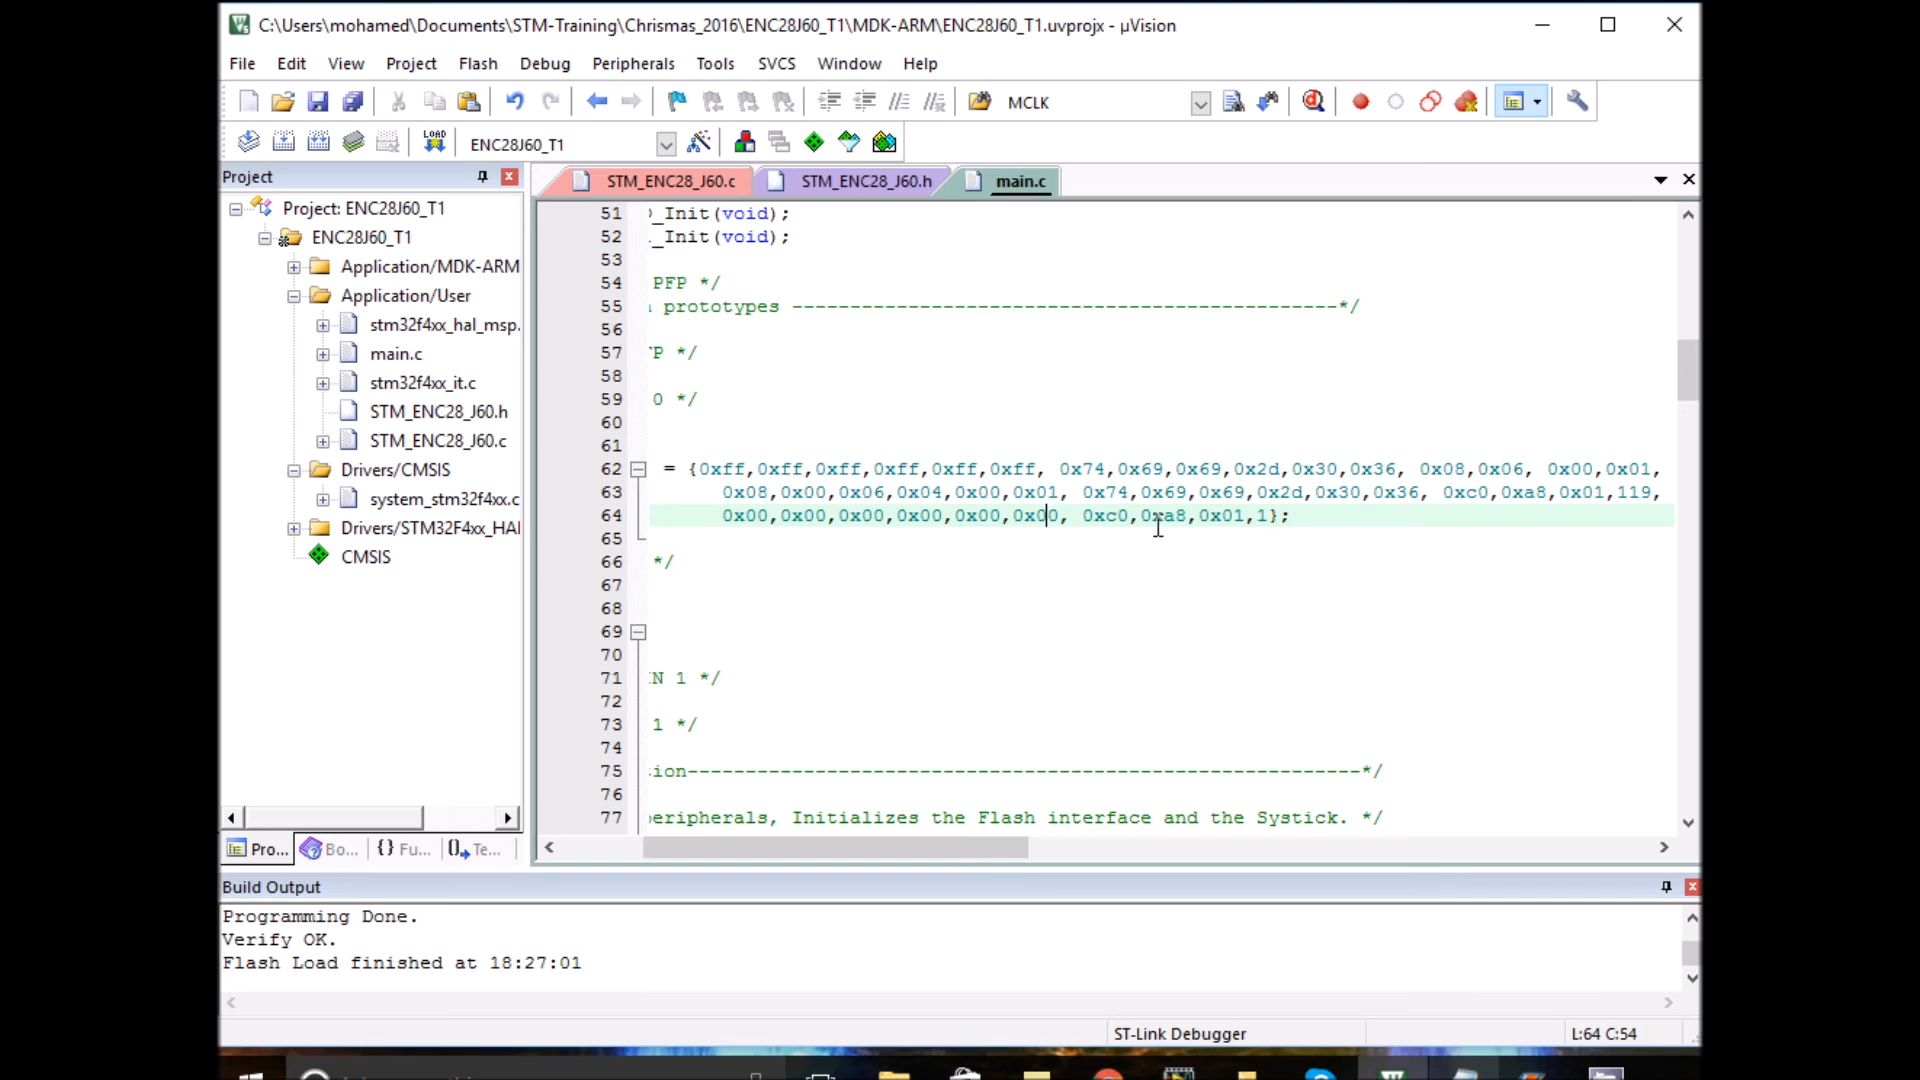 C:\Users\mohamed\Documents\STM-Training\Chrismas_2016\ENC28J60_T1\MDK-ARM\ENC28J60_T1.uvprojx - µVision
File Edit View Project Flash Debug Peripherals Tools SVCS Window Help
MCLK
LOAD ENC28J60_T1
Project
STM_ENC28_J60.c STM_ENC28_J60.h main.c
Project: ENC28J60_T1
ENC28J60_T1
Application/MDK-ARM
Application/User
stm32f4xx_hal_msp.
main.c
stm32f4xx_it.c
STM_ENC28_J60.h
STM_ENC28_J60.c
Drivers/CMSIS
system_stm32f4xx.c
Drivers/STM32F4xx_HA
CMSIS
Pro... Bo... {} Fu... Te...
51 _Init(void);
52 _Init(void);
53
54 PFP */
55 prototypes -----------------------------------------------*/
56
57 P */
58
59 0 */
60
61
62 = {0xff,0xff,0xff,0xff,0xff,0xff, 0x74,0x69,0x69,0x2d,0x30,0x36, 0x08,0x06, 0x00,0x01,
63 0x08,0x00,0x06,0x04,0x00,0x01, 0x74,0x69,0x69,0x2d,0x30,0x36, 0xc0,0xa8,0x01,119,
64 0x00,0x00,0x00,0x00,0x00,0x00, 0xc0,0xa8,0x01,1};
65
66 */
67
68
69
70
71 IN 1 */
72
73 1 */
74
75 ion----------------------------------------------------------*/
76
77 peripherals, Initializes the Flash interface and the Systick. */
Build Output
Programming Done.
Verify OK.
Flash Load finished at 18:27:01
ST-Link Debugger L:64 C:54